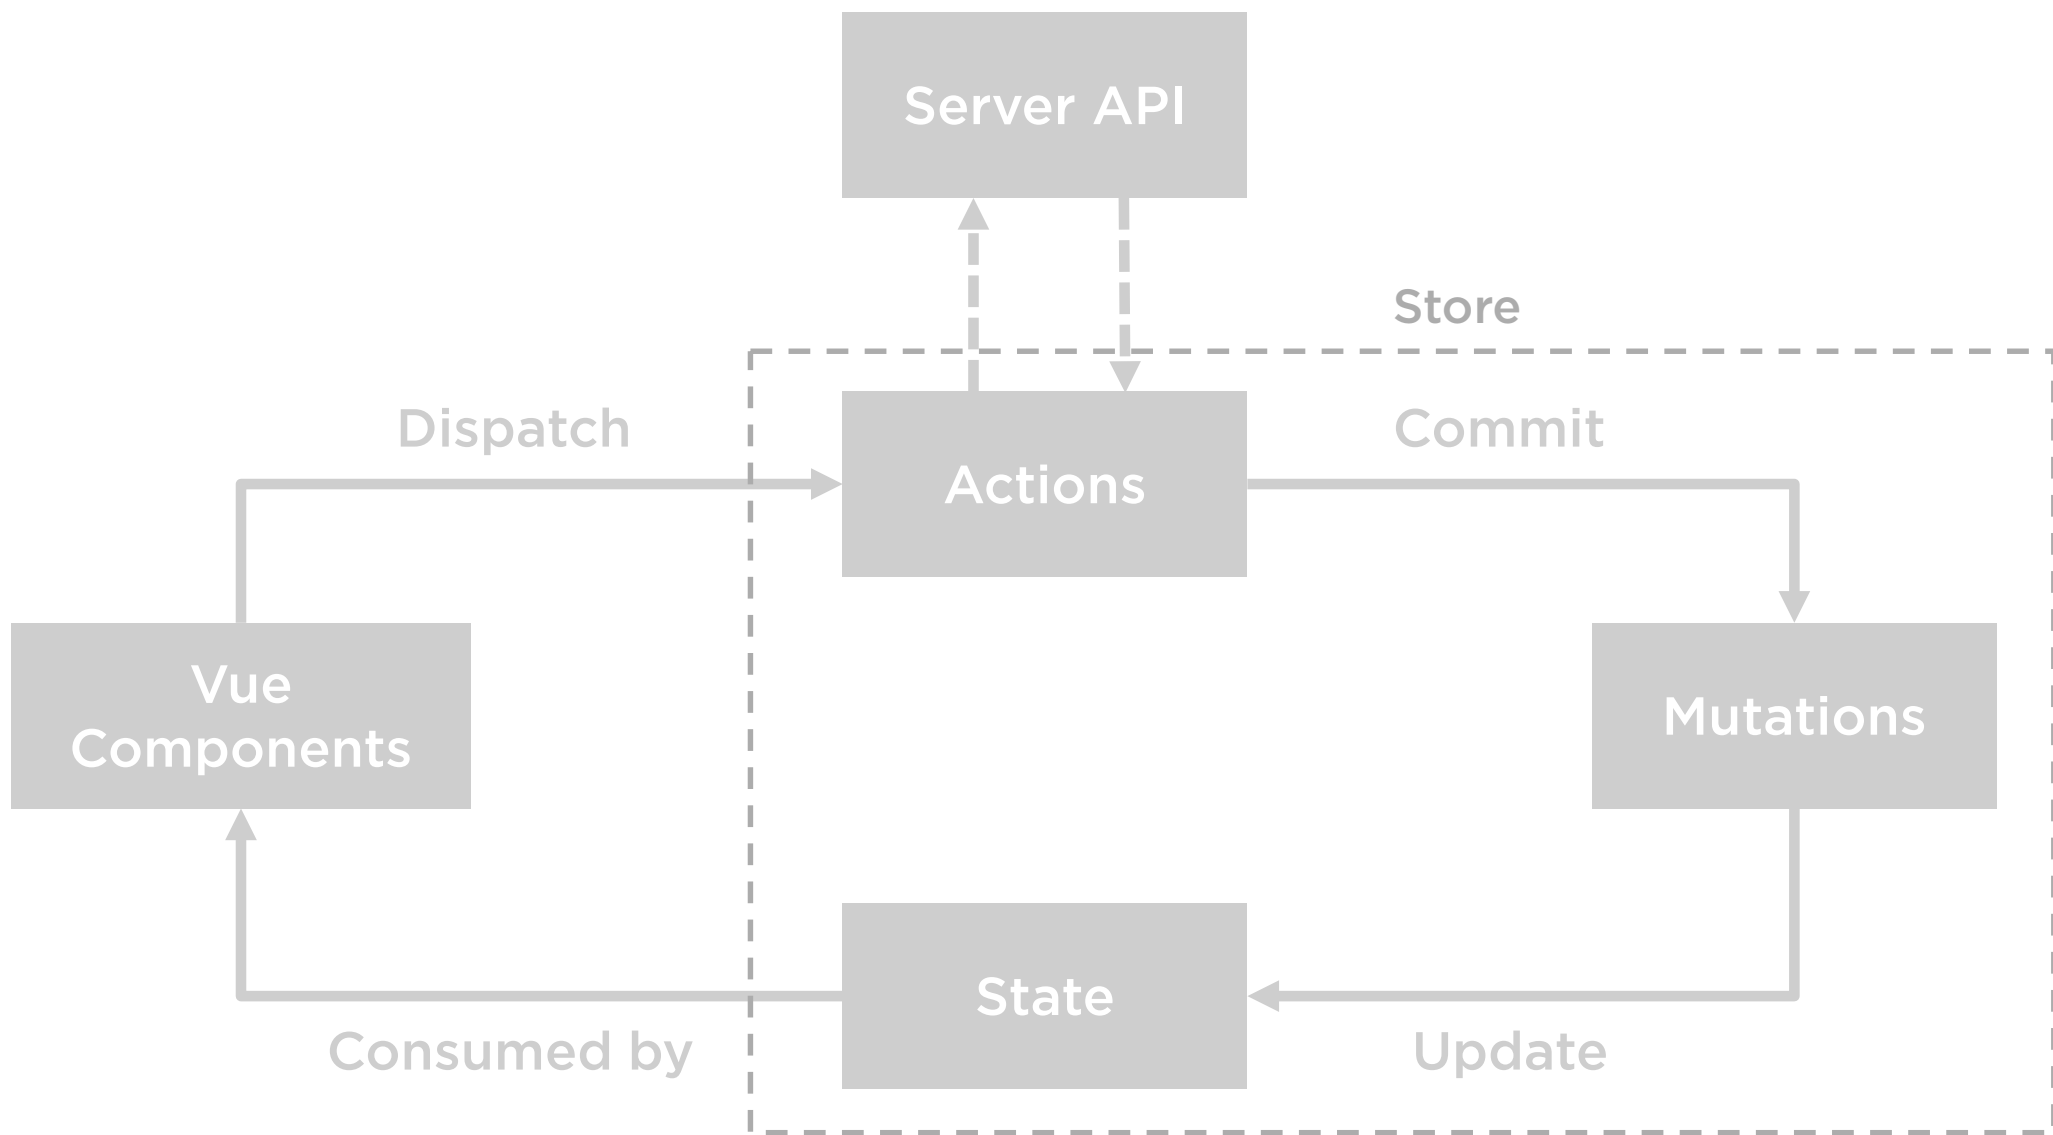 Server API
Store
Dispatch
Commit
Actions
Vue
Components
Mutations
State
Consumed by
Update